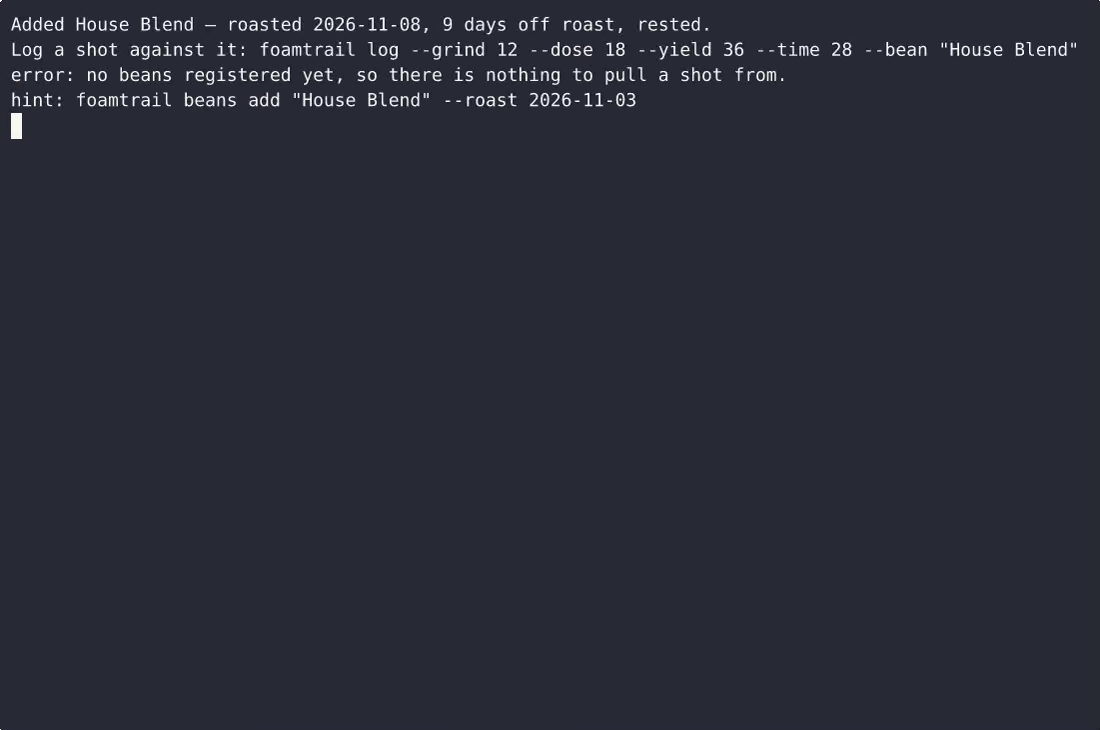 Added House Blend — roasted 2026-11-08, 9 days off roast, rested.
Log a shot against it: foamtrail log --grind 12 --dose 18 --yield 36 --time 28 --bean "House Blend"
error: no beans registered yet, so there is nothing to pull a shot from.
hint: foamtrail beans add "House Blend" --roast 2026-11-03